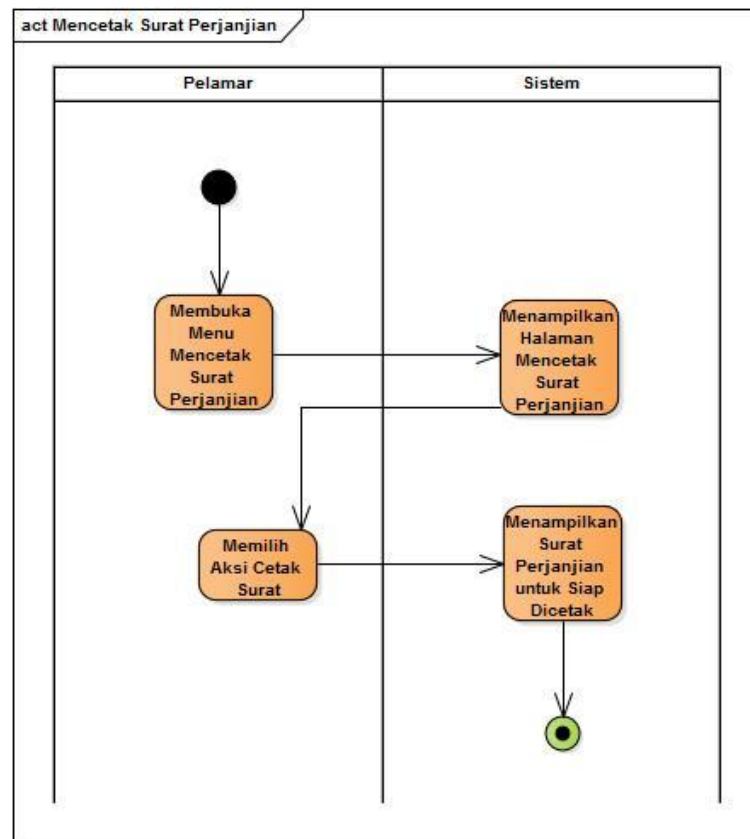 act Mencetak Surat Perjanjian
Pelamar
Sistem
Membuka
Menu
Mencetak
Surat
Perjanjian
Menampilkan
Halaman
Mencetak
Surat
Perjanjian
Memilih
Aksi Cetak
Surat
Menampilkan
Surat
Perjanjian
untuk Siap
Dicetak